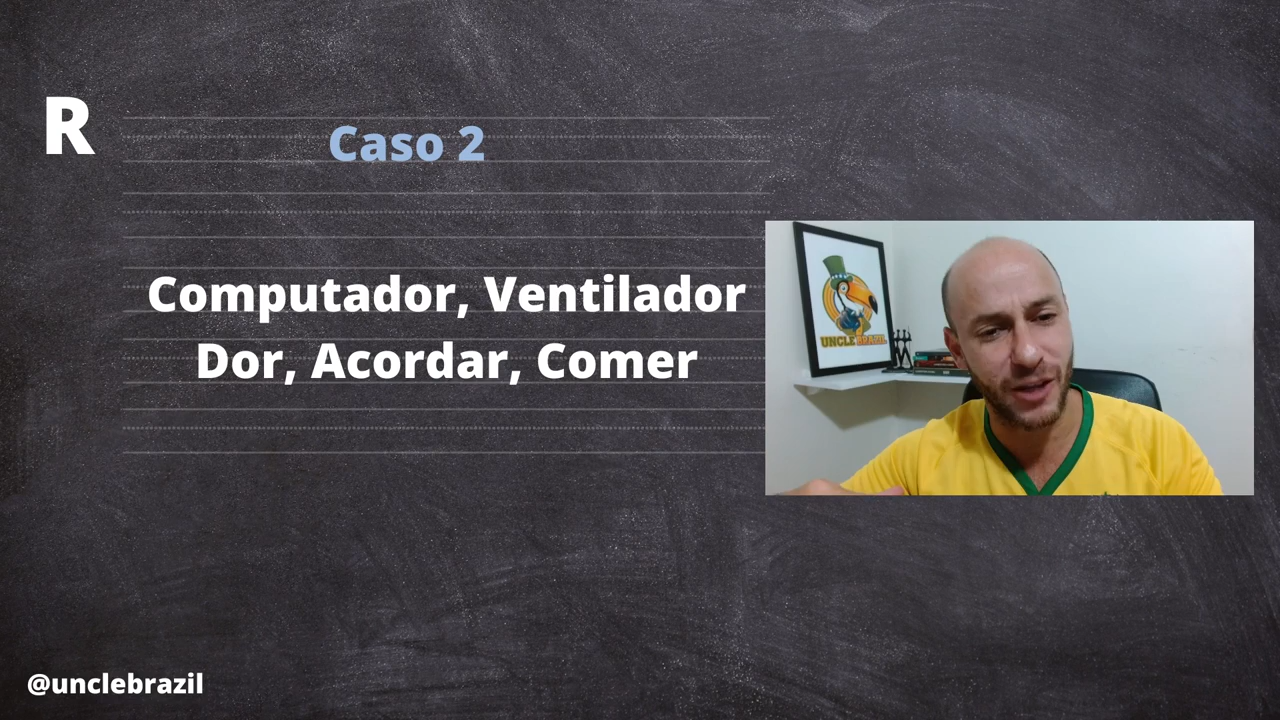 R
Caso 2
Computador, Ventilador
Dor, Acordar, Comer
UNCLE BRAZIL
@unclebrazil